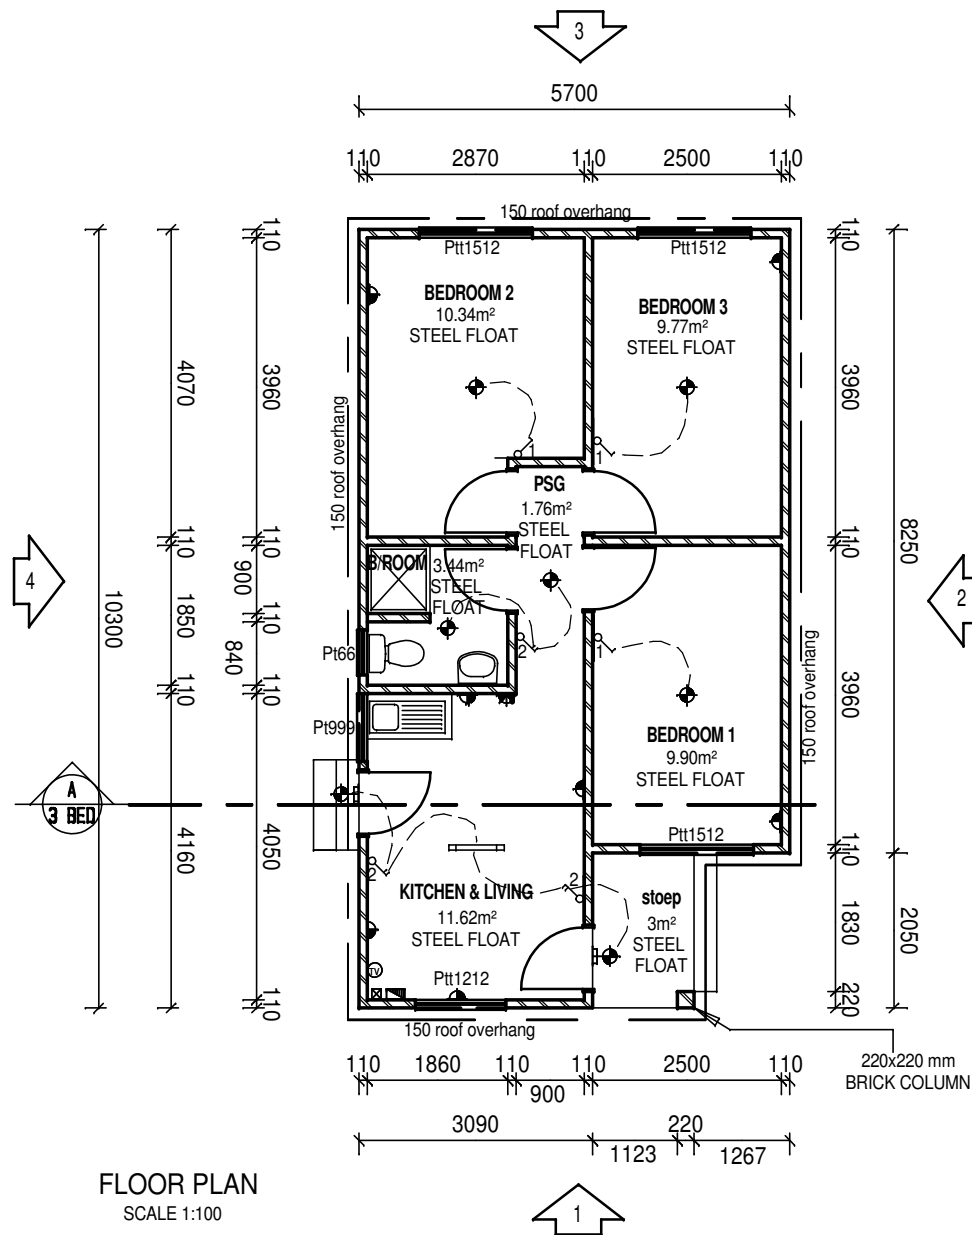 3
5700
110 2870 110 2500 110
150 roof overhang
Ptt1512
Ptt1512
BEDROOM 2
10.34m²
STEEL FLOAT
BEDROOM 3
9.77m²
STEEL FLOAT
110
3960
110
900
110
840
110
4050
110
4070
110
1850
110
4160
10300
150 roof overhang
1
1
PSG
1.76m²
STEEL
FLOAT
B/ROOM
3.44m²
STEEL
FLOAT
2
1
Pt66
Pt999
BEDROOM 1
9.90m²
STEEL FLOAT
Ptt1512
150 roof overhang
110
3960
110
3960
110
1830
220
8250
2050
4
2
A
3 BED
2
2
KITCHEN & LIVING
11.62m²
STEEL FLOAT
TV
Ptt1212
stoep
3m²
STEEL
FLOAT
150 roof overhang
220x220 mm
BRICK COLUMN
110 1860 110 110 2500 110
900
3090 220
1123 1267
FLOOR PLAN
SCALE 1:100
1